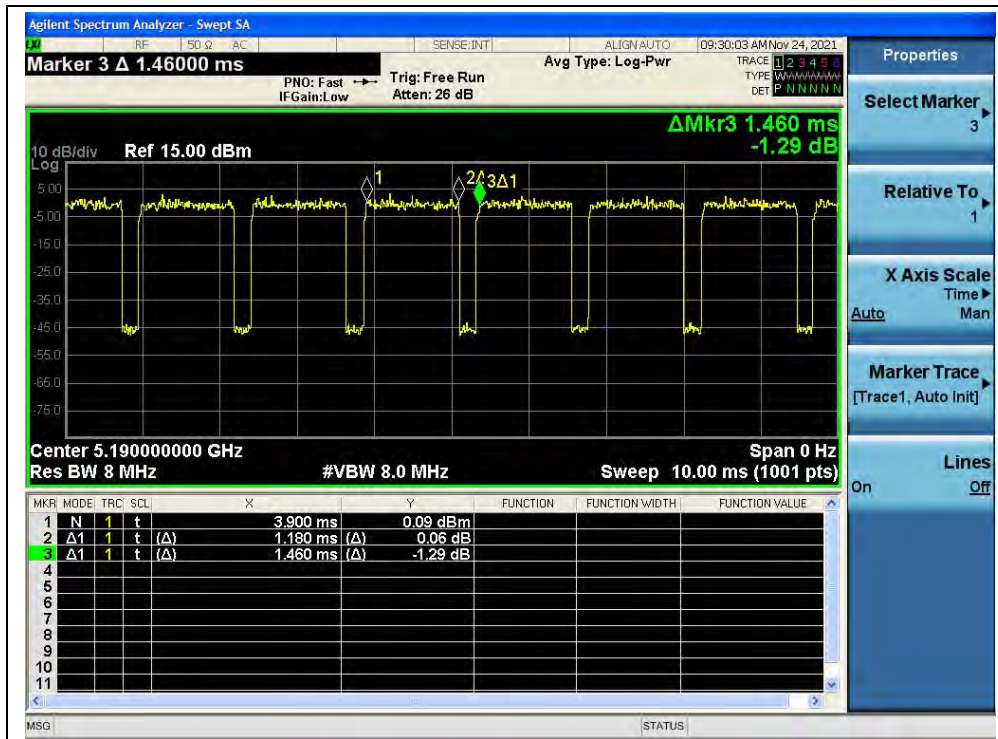 Agilent Spectrum Analyzer - Swept SA
LXI RF 50 Ω AC SENSE:INT ALIGN AUTO 09:30:03 AM Nov 24, 2021
Marker 3 Δ 1.46000 ms
PNO: Fast
IFGain:Low
Trig: Free Run
Atten: 26 dB
Avg Type: Log-Pwr
TRACE 1 2 3 4 5 6
TYPE
DET P N N N N N
ΔMkr3 1.460 ms
-1.29 dB
10 dB/div Ref 15.00 dBm
Log
1 2Δ 3Δ1
5.00
-5.00
-15.0
-25.0
-35.0
-45.0
-55.0
-65.0
-75.0
Center 5.190000000 GHz Span 0 Hz
Res BW 8 MHz #VBW 8.0 MHz Sweep 10.00 ms (1001 pts)
MKR MODE TRC SCL X Y FUNCTION FUNCTION WIDTH FUNCTION VALUE
1 N 1 t 3.900 ms 0.09 dBm
2 Δ1 1 t (Δ) 1.180 ms (Δ) 0.06 dB
3 Δ1 1 t (Δ) 1.460 ms (Δ) -1.29 dB
4
5
6
7
8
9
10
11
MSG STATUS
Properties
Select Marker
3
Relative To
1
X Axis Scale
Time
Auto Man
Marker Trace
[Trace1, Auto Init]
Lines
On Off